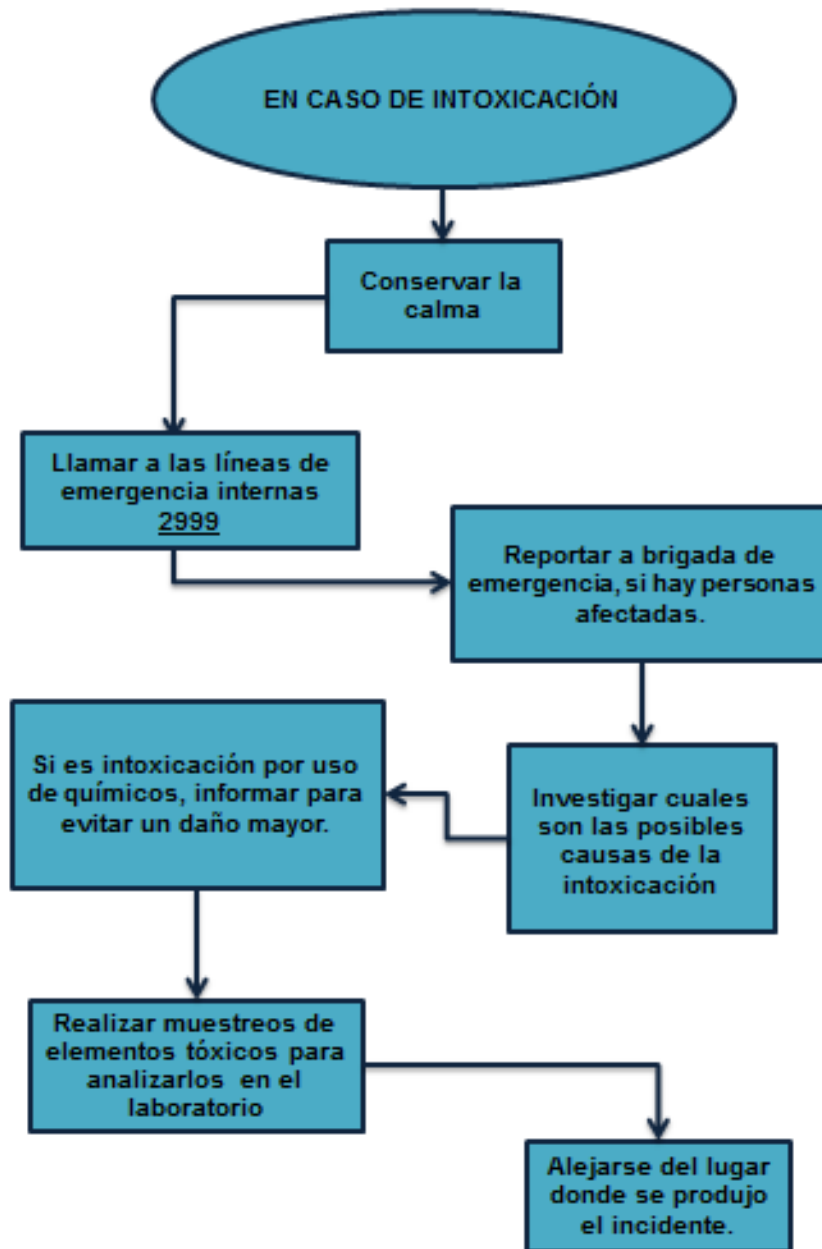 EN CASO DE INTOXICACIÓN
Conservar la
calma
Llamar a las líneas de
emergencia internas
2999
Reportar a brigada de
emergencia, si hay personas
afectadas.
Si es intoxicación por uso
de químicos, informar para
evitar un daño mayor.
Investigar cuales
son las posibles
causas de la
intoxicación
Realizar muestreos de
elementos tóxicos para
analizarlos en el
laboratorio
Alejarse del lugar
donde se produjo
el incidente.